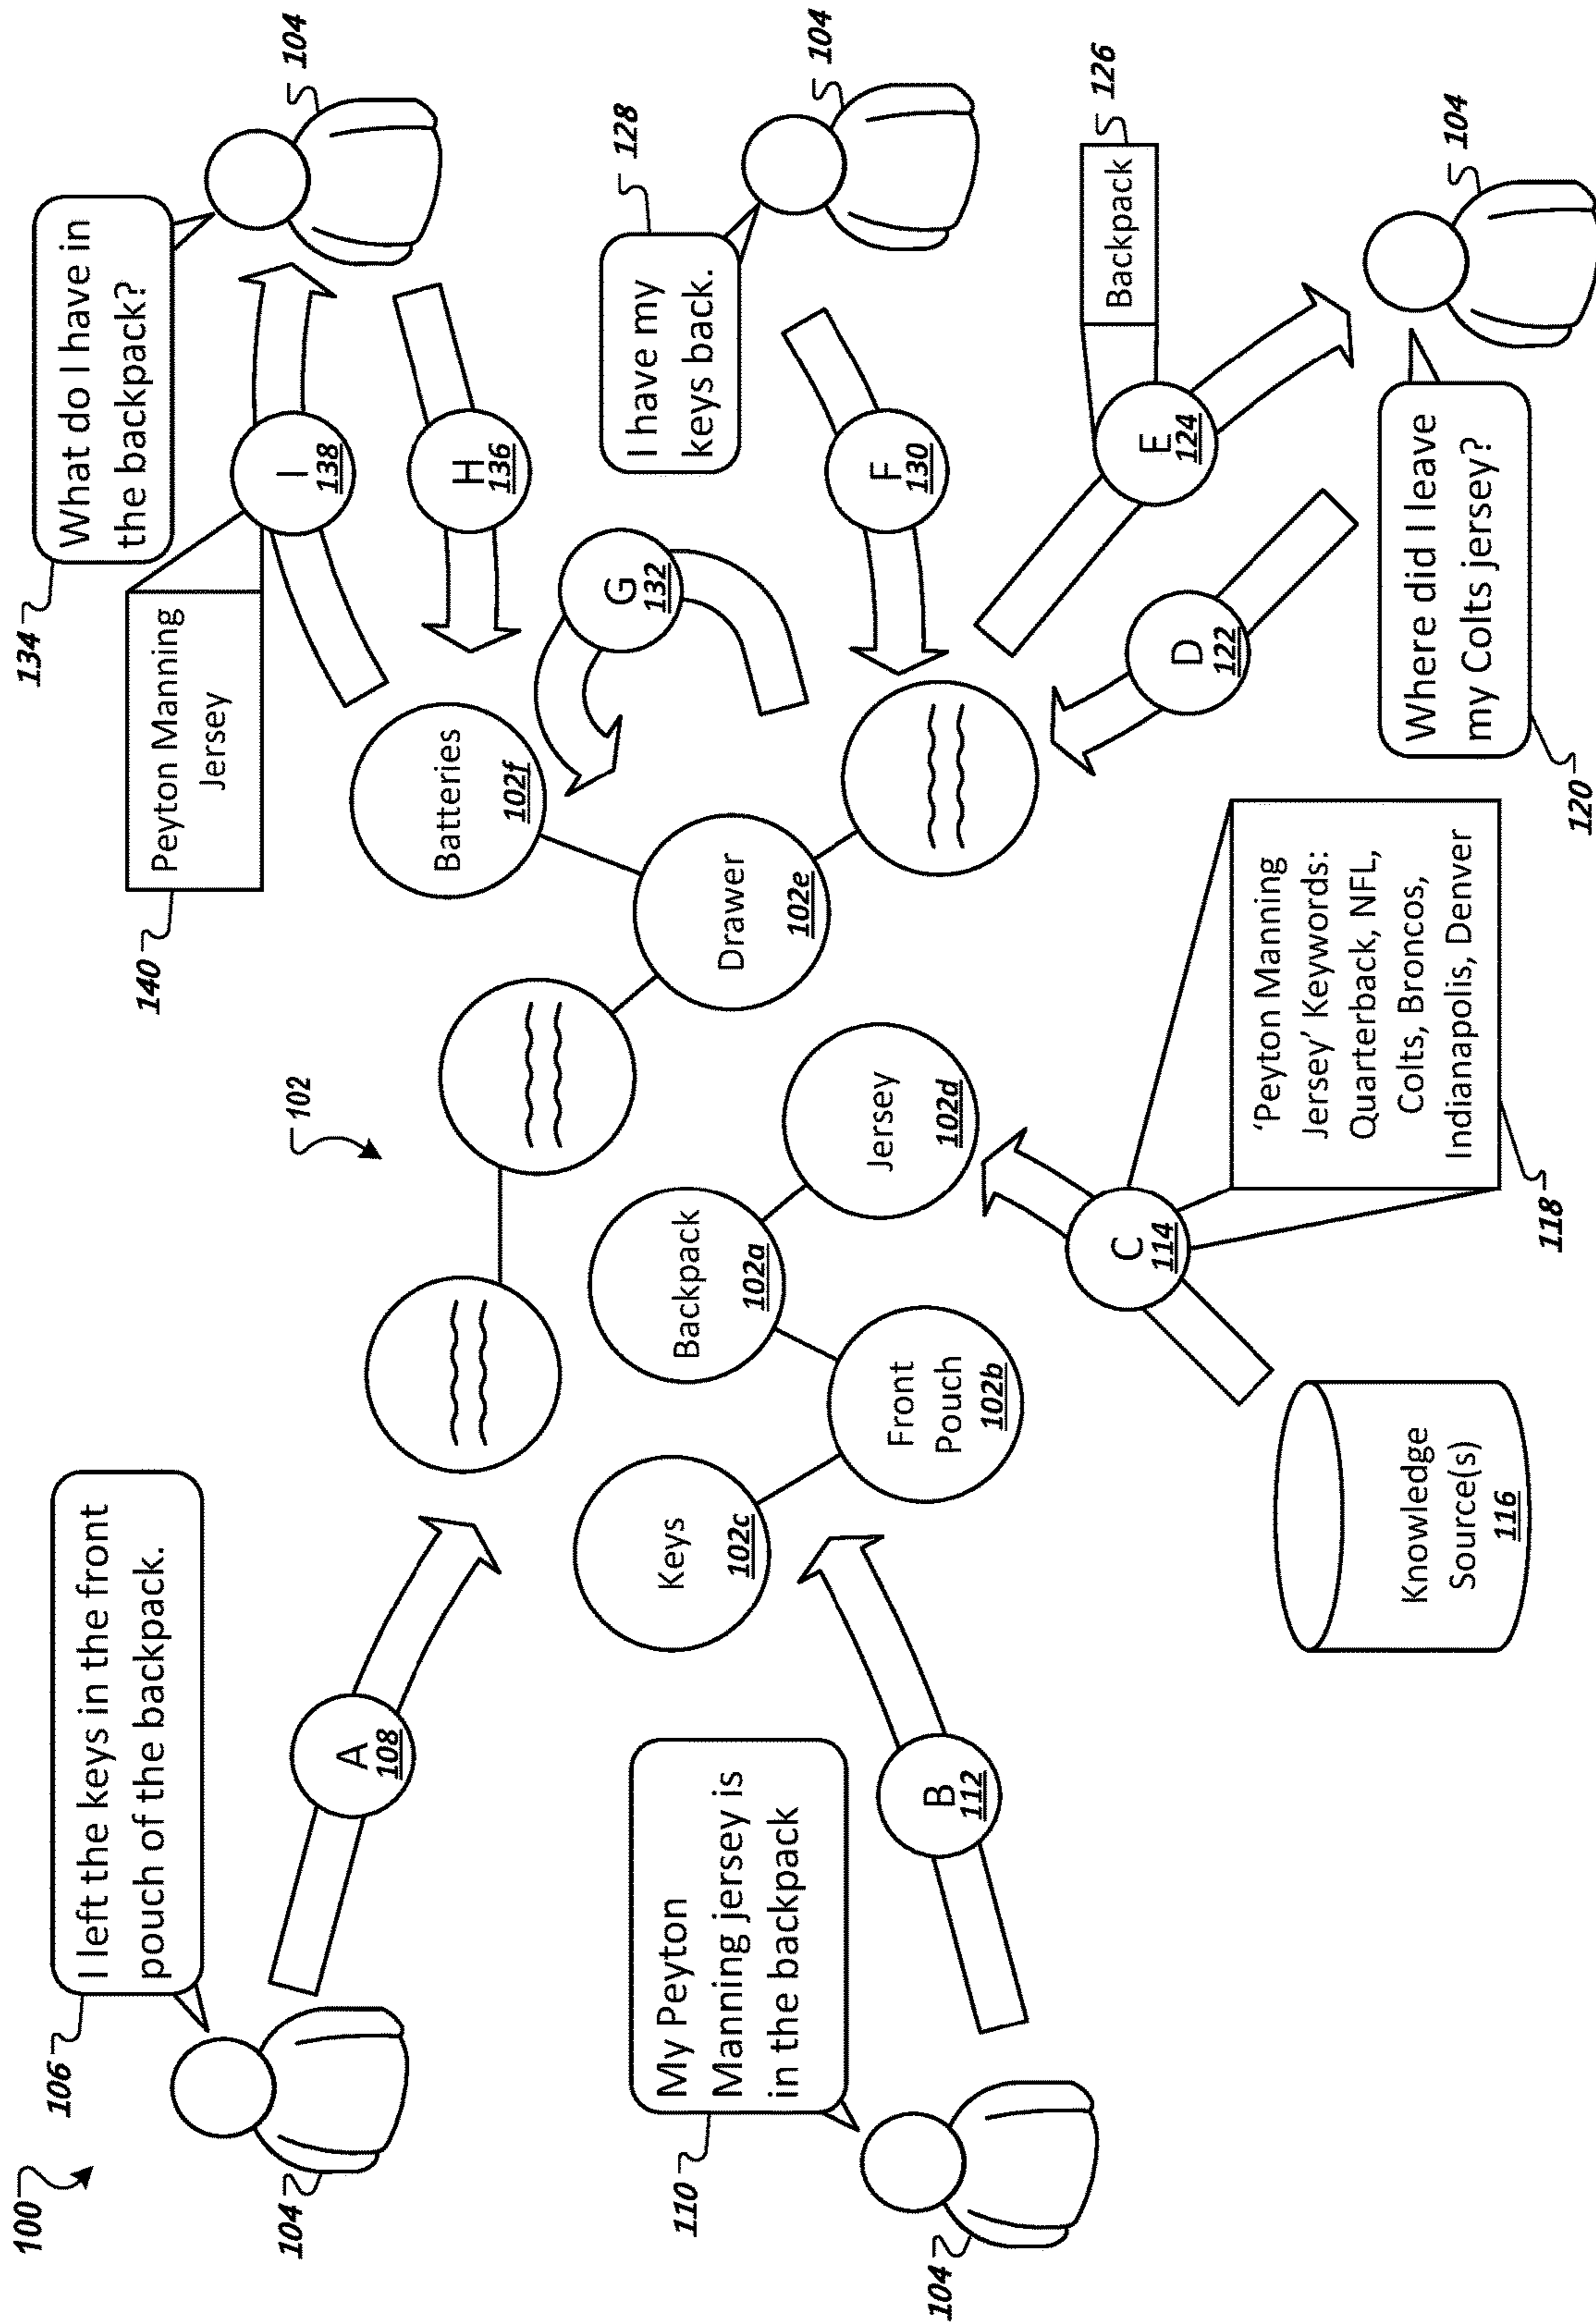 100
106
I left the keys in the front
pouch of the backpack.
104
A
108
110
My Peyton
Manning jersey is
in the backpack
104
B
112
102
Keys
102c
Front
Pouch
102b
Backpack
102a
Jersey
102d
Drawer
102e
Batteries
102f
Knowledge
Source(s)
116
C
114
'Peyton Manning
Jersey' Keywords:
Quarterback, NFL,
Colts, Broncos,
Indianapolis, Denver
118
134
What do I have in
the backpack?
104
140
Peyton Manning
Jersey
I
138
H
136
G
132
128
I have my
keys back.
104
F
130
Backpack
126
E
124
D
122
104
Where did I leave
my Colts jersey?
120